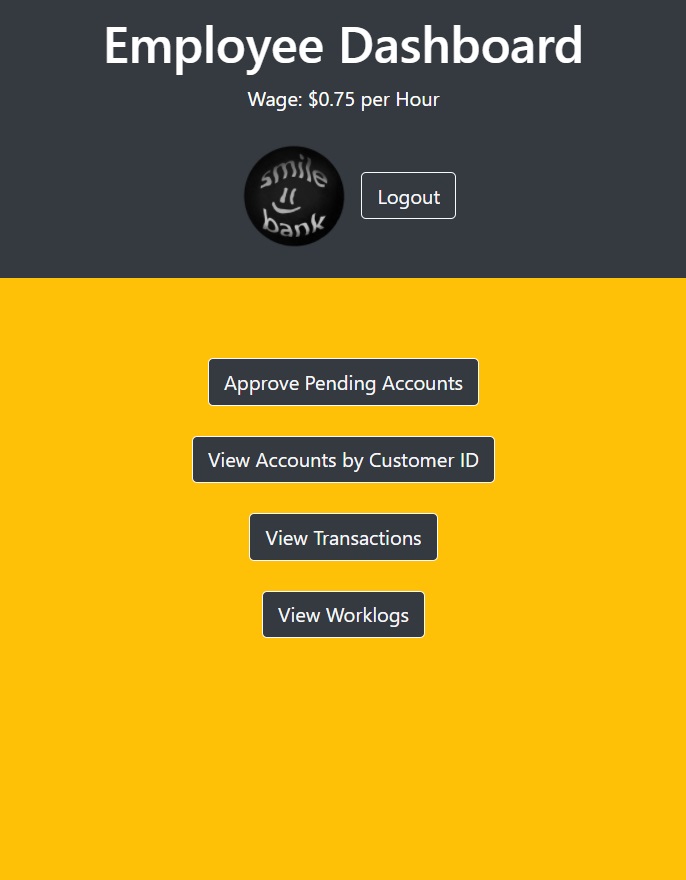 Employee Dashboard
Wage: $0.75 per Hour
smile
bank
Logout
Approve Pending Accounts
View Accounts by Customer ID
View Transactions
View Worklogs